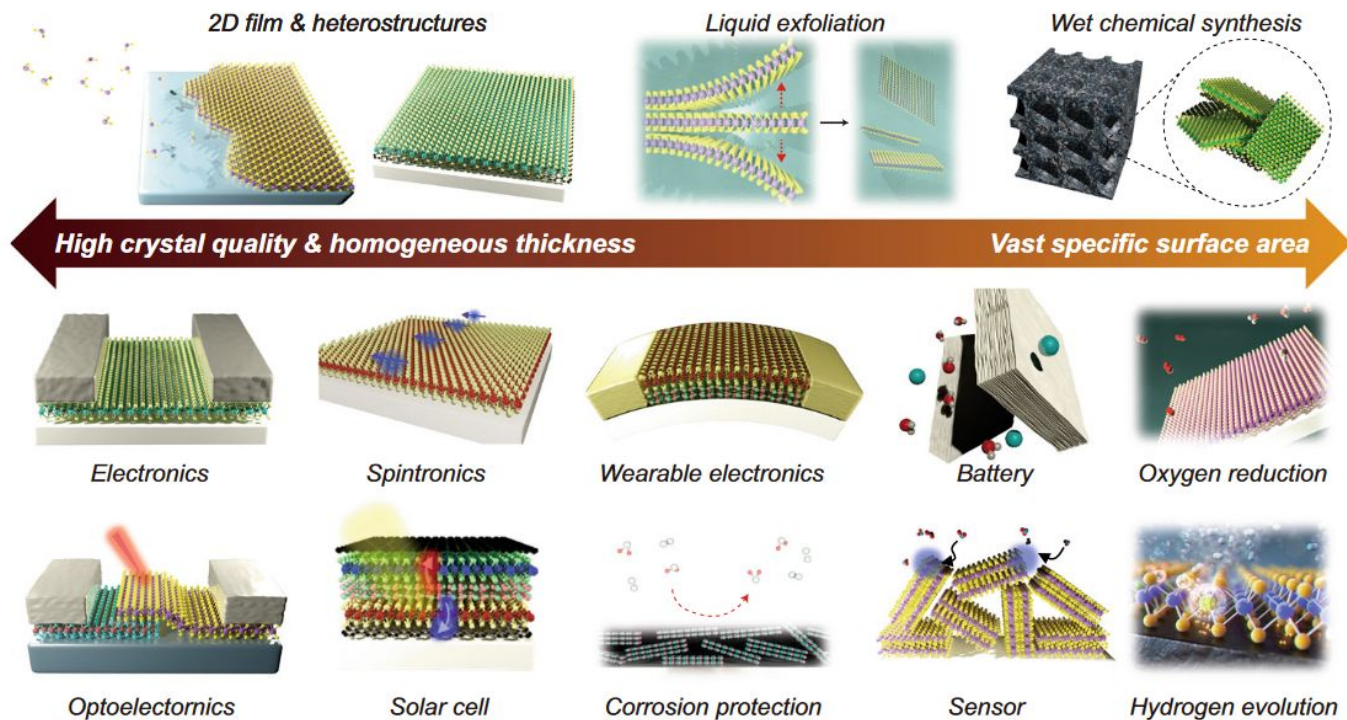 2D film & heterostructures
Liquid exfoliation
Wet chemical synthesis
High crystal quality & homogeneous thickness
Vast specific surface area
Electronics
Spintronics
Wearable electronics
Battery
Oxygen reduction
Optoelectornics
Solar cell
Corrosion protection
Sensor
Hydrogen evolution